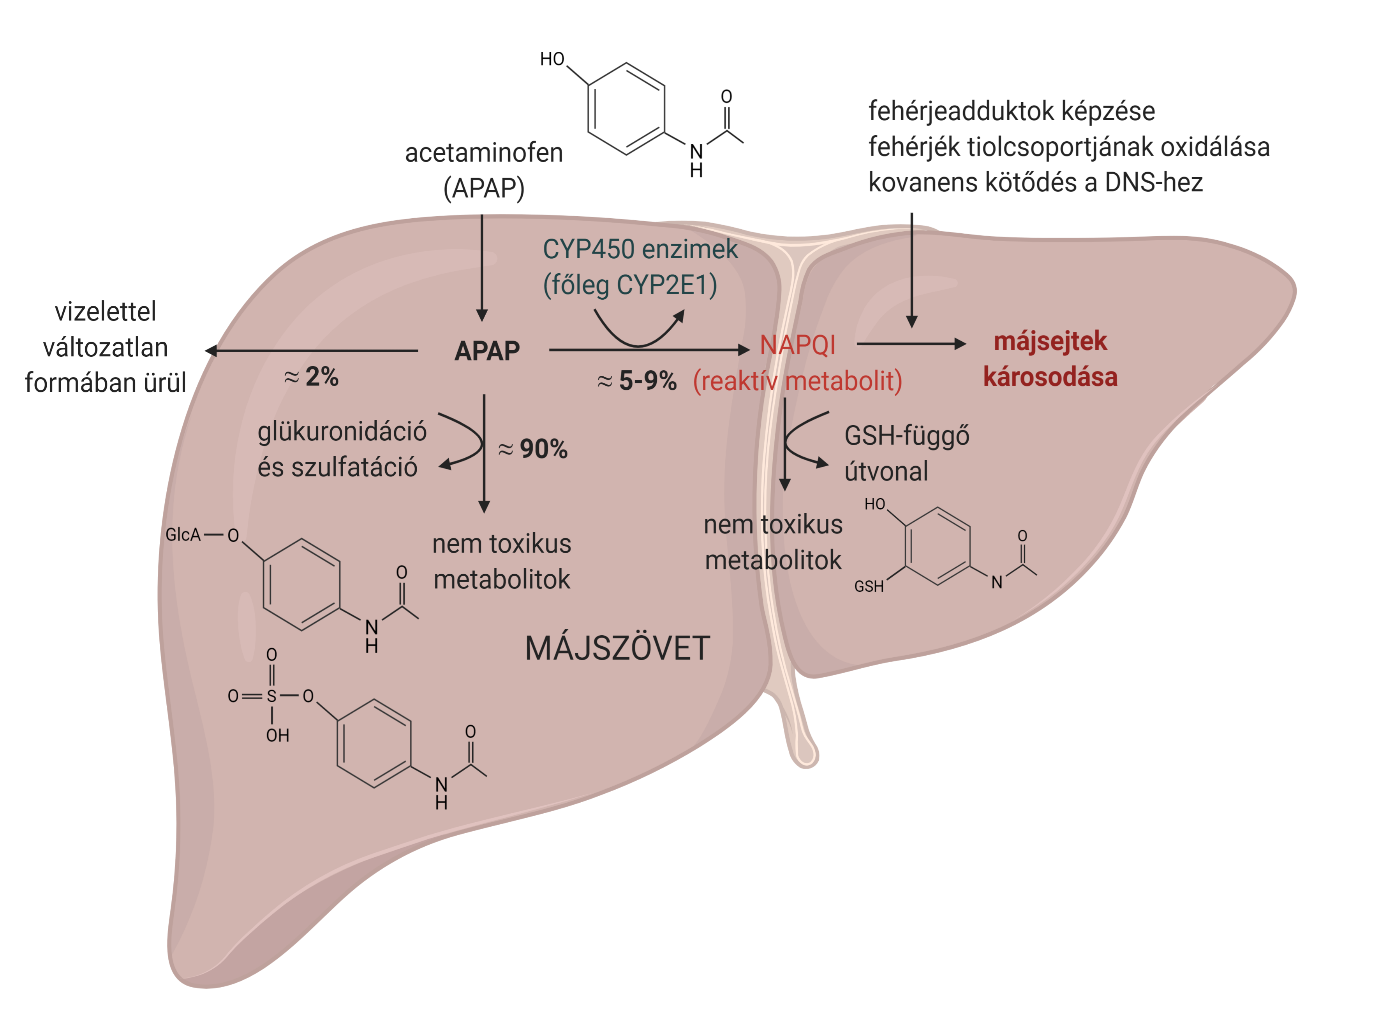 HO
O
N
H
acetaminofen
(APAP)
fehérjeadduktok képzése
fehérjék tiolcsoportjának oxidálása
kovanens kötődés a DNS-hez
CYP450 enzimek
(főleg CYP2E1)
vizelettel
változatlan
formában ürül
≈ 2%
APAP
≈ 5-9%
NAPQI
(reaktív metabolit)
májsejtek
károsodása
glükuronidáció
és szulfatáció
≈ 90%
GSH-függő
útvonal
nem toxikus
metabolitok
nem toxikus
metabolitok
HO
O
GSH
N
GlcA
O
O
N
H
MÁJSZÖVET
O
O
S
O
OH
O
N
H